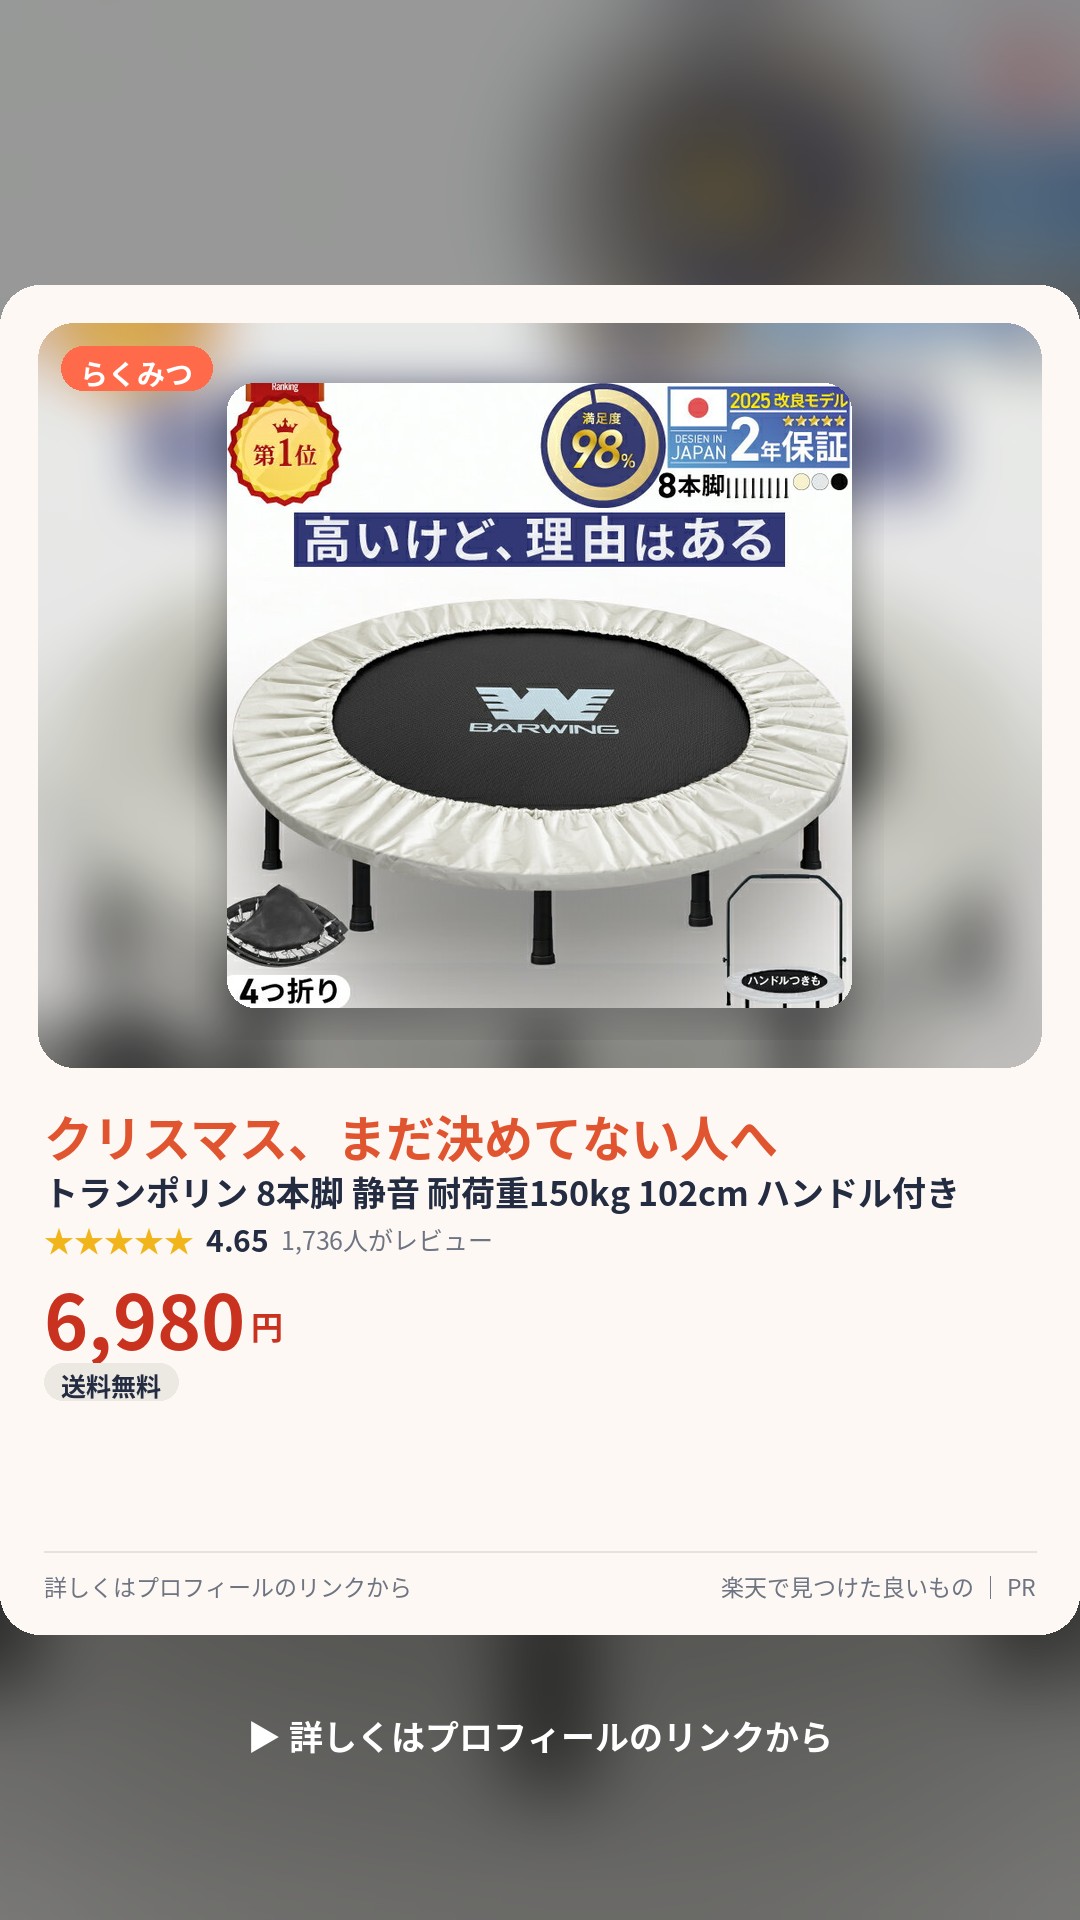 らくみつ
Ranking
第1位
満足度
98%
2025 改良モデル
DESIEN IN
JAPAN
2年保証
8本脚
高いけど、理由はある
BARWING
4つ折り
ハンドルつきも
クリスマス、まだ決めてない人へ
トランポリン 8本脚 静音 耐荷重150kg 102cm ハンドル付き
★★★★★ 4.65 1,736人がレビュー
6,980円
送料無料
詳しくはプロフィールのリンクから
楽天で見つけた良いもの | PR
▶ 詳しくはプロフィールのリンクから